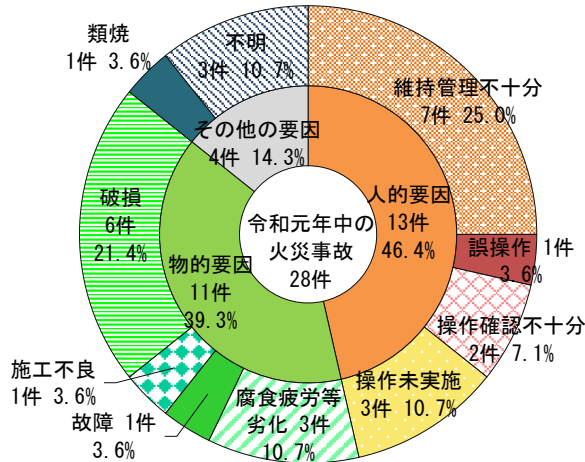 令和元年中の
火災事故
28件
人的要因
13件
46.4%
物的要因
11件
39.3%
その他の要因
4件 14.3%
維持管理不十分
7件 25.0%
誤操作 1件
3.6%
操作確認不十分
2件 7.1%
操作未実施
3件 10.7%
腐食疲労等
劣化 3件
10.7%
故障 1件
3.6%
施工不良
1件 3.6%
破損
6件
21.4%
類焼
1件 3.6%
不明
3件 10.7%